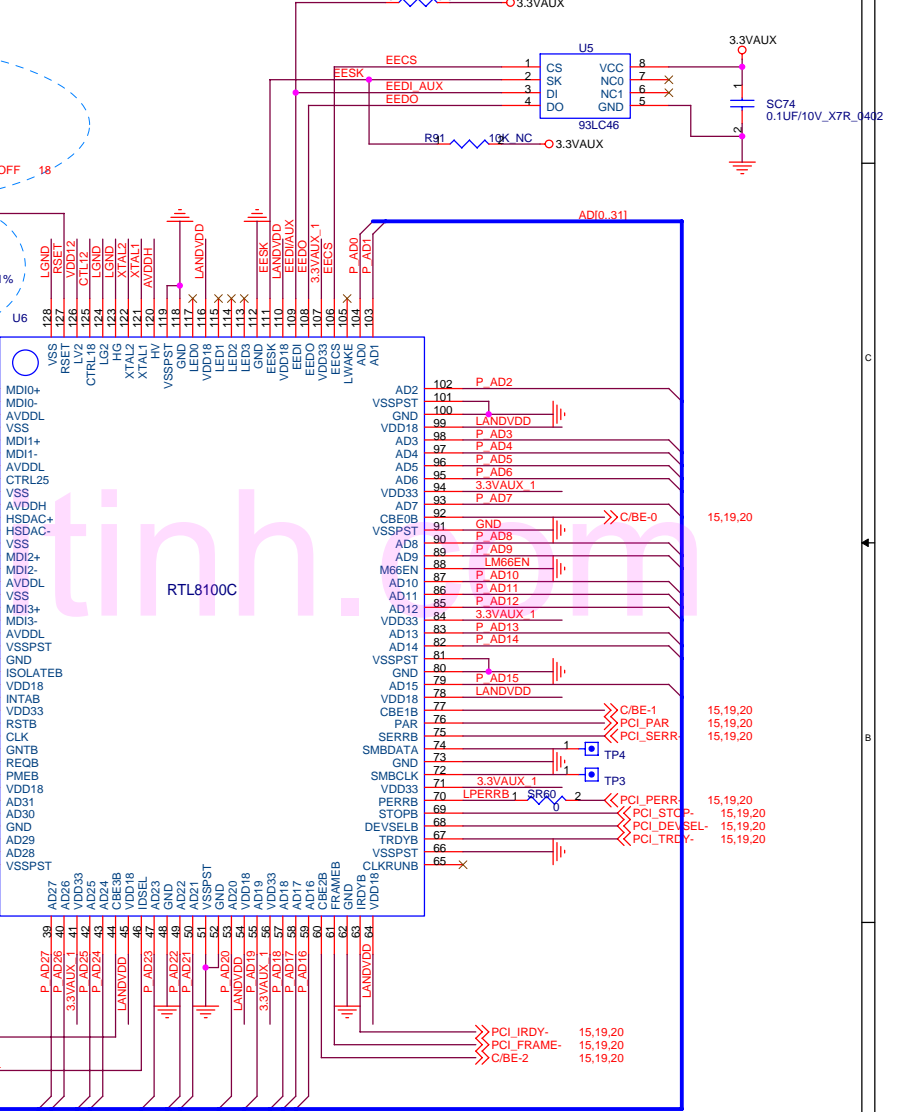 3.3VAUX
U5
3.3VAUX
EECS
1 CS VCC 8
EESK
2 SK NC0 7
EEDI_AUX
3 DI NC1 6
EEDO
4 DO GND 5
93LC46
1
2
SC74
0.1UF/10V_X7R_0402
R91
10K_NC
3.3VAUX
OFF 18
AD[0..31]
1%
U6
LGND
RSET
VDD12
CTL12
LGND
LGND
XTAL2
XTAL1
AVDDH
LANDVDD
EESK
LANDVDD
EEDI/AUX
EEDO
3.3VAUX_1
EECS
P_AD0
P_AD1
128 127 126 125 124 123 122 121 120 119 118 117 116 115 114 113 112 111 110 109 108 107 106 105 104 103
VSS
RSET
LV2
CTRL18
LG2
HG
XTAL2
XTAL1
HV
VSSPST
GND
LED0
VDD18
LED1
LED2
LED3
GND
EESK
VDD18
EEDI
EEDO
VDD33
EECS
LWAKE
AD0
AD1
MDI0+
MDI0-
AVDDL
VSS
MDI1+
MDI1-
AVDDL
CTRL25
VSS
AVDDH
HSDAC+
HSDAC-
VSS
MDI2+
MDI2-
AVDDL
VSS
MDI3+
MDI3-
AVDDL
VSSPST
GND
ISOLATEB
VDD18
INTAB
VDD33
RSTB
CLK
GNTB
REQB
PMEB
VDD18
AD31
AD30
GND
AD29
AD28
VSSPST
RTL8100C
tinh.com
AD2 102 P_AD2
VSSPST 101
GND 100
VDD18 99 LANDVDD
AD3 98 P_AD3
AD4 97 P_AD4
AD5 96 P_AD5
AD6 95 P_AD6
VDD33 94 3.3VAUX_1
AD7 93 P_AD7
CBE0B 92 C/BE-0 15,19,20
VSSPST 91 GND
AD8 90 P_AD8
AD9 89 P_AD9
M66EN 88 LM66EN
AD10 87 P_AD10
AD11 86 P_AD11
AD12 85 P_AD12
VDD33 84 3.3VAUX_1
AD13 83 P_AD13
AD14 82 P_AD14
VSSPST 81
GND 80
AD15 79 P_AD15
VDD18 78 LANDVDD
CBE1B 77 C/BE-1 15,19,20
PAR 76 PCI_PAR 15,19,20
SERRB 75 PCI_SERR- 15,19,20
SMBDATA 74 1 TP4
GND 73
SMBCLK 72 1 TP3
VDD33 71 3.3VAUX_1
PERRB 70 LPERRB 1 SR60 2 PCI_PERR- 15,19,20
0
STOPB 69 PCI_STOP- 15,19,20
DEVSELB 68 PCI_DEVSEL- 15,19,20
TRDYB 67 PCI_TRDY- 15,19,20
VSSPST 66
CLKRUNB 65
C
B
AD27
AD26
VDD33
AD25
AD24
CBE3B
VDD18
IDSEL
AD23
GND
AD22
AD21
VSSPST
GND
AD20
VDD18
AD19
VDD33
AD18
AD17
AD16
CBE2B
FRAMEB
GND
IRDYB
VDD18
39 40 41 42 43 44 45 46 47 48 49 50 51 52 53 54 55 56 57 58 59 60 61 62 63 64
P_AD27
P_AD26
3.3VAUX_1
P_AD25
P_AD24
LANDVDD
P_AD23
P_AD22
P_AD21
P_AD20
LANDVDD
P_AD19
3.3VAUX_1
P_AD18
P_AD17
P_AD16
LANDVDD
PCI_IRDY- 15,19,20
PCI_FRAME- 15,19,20
C/BE-2 15,19,20